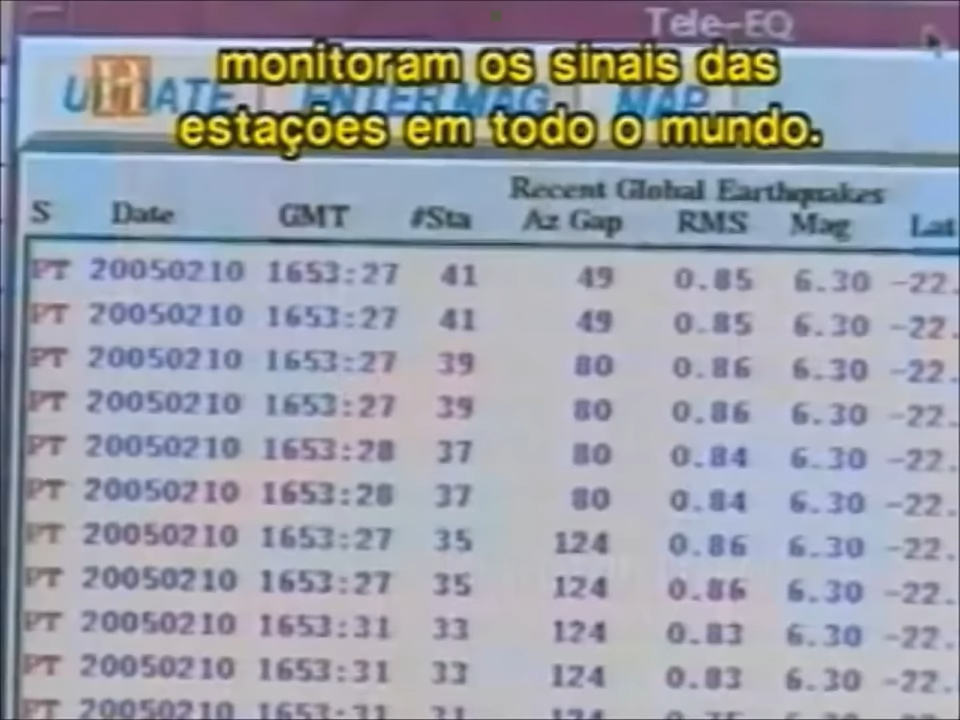 Tele-EQ
monitoram os sinais das
UPDATE | ENTER MAG | MAP |
estações em todo o mundo.
Recent Global Earthquakes
S Date GMT #Sta Az Gap RMS Mag Lat
PT 20050210 1653:27 41 49 0.85 6.30 -22.
PT 20050210 1653:27 41 49 0.85 6.30 -22.
PT 20050210 1653:27 39 80 0.86 6.30 -22.
PT 20050210 1653:27 39 80 0.86 6.30 -22.
PT 20050210 1653:28 37 80 0.84 6.30 -22.
PT 20050210 1653:28 37 80 0.84 6.30 -22.
PT 20050210 1653:27 35 124 0.86 6.30 -22.
PT 20050210 1653:27 35 124 0.86 6.30 -22.
PT 20050210 1653:31 33 124 0.83 6.30 -22.
PT 20050210 1653:31 33 124 0.83 6.30 -22.
PT 20050210 1653:31 31 124